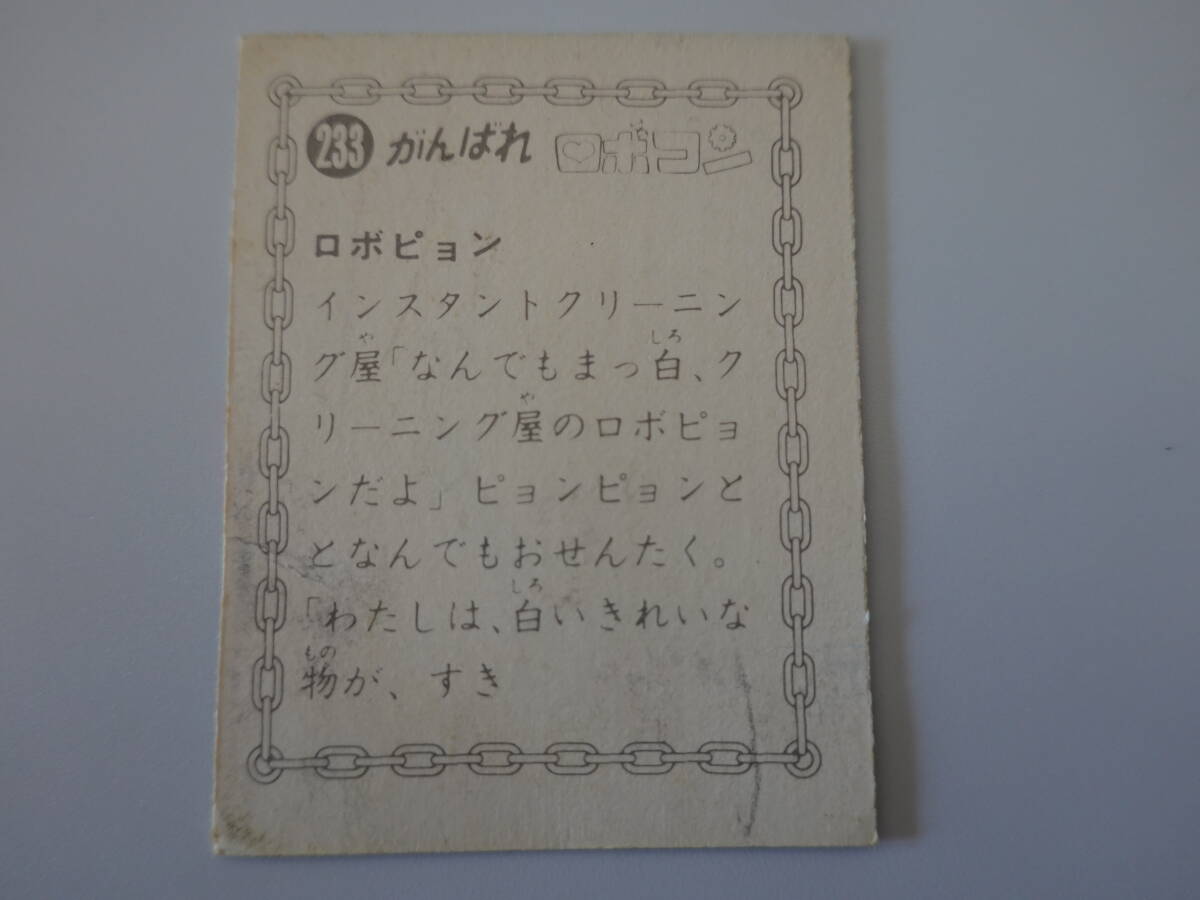 233 がんばれ ロボコン
ロボピョン
インスタントクリーニン
グ屋「なんでもまっ白、ク
リーニング屋のロボピョ
ンだよ」ピョンピョンと
となんでもおせんたく。
「わたしは、白いきれいな
物が、すき